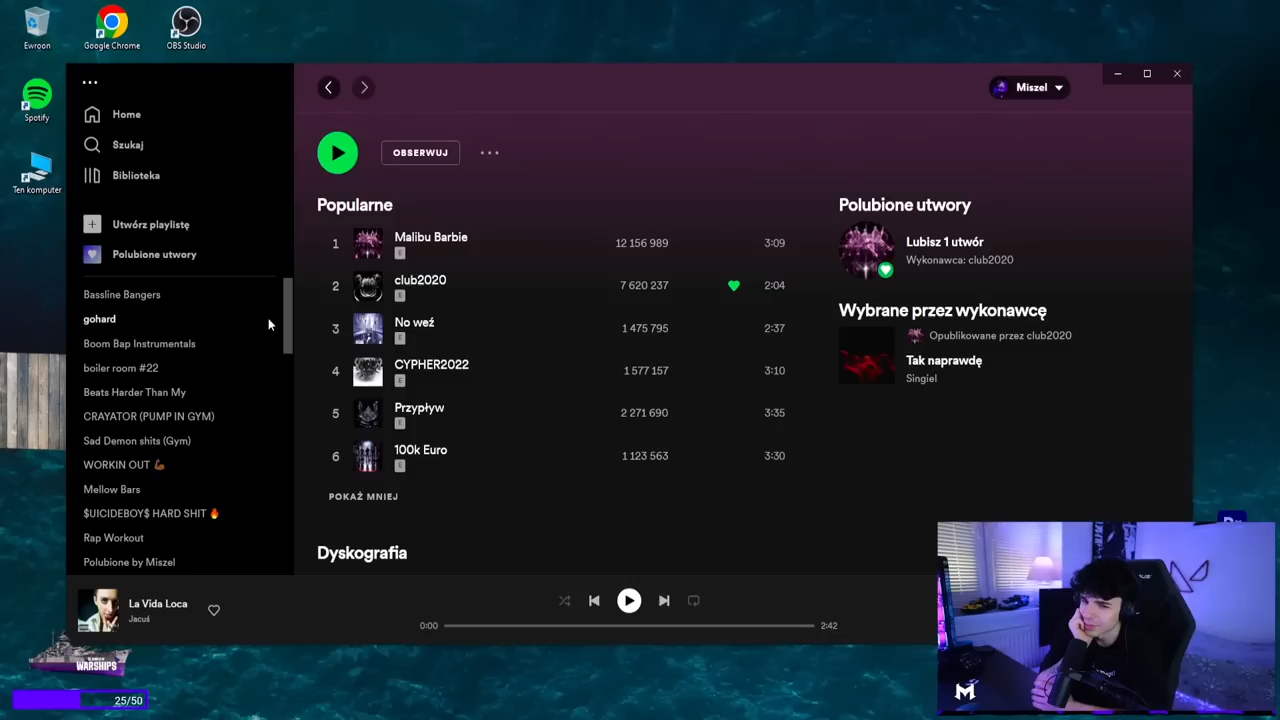 Ewroon
Google Chrome
OBS Studio
Spotify
Ten komputer
Home
Szukaj
Biblioteka
Utwórz playlistę
Polubione utwory
Bassline Bangers
gohard
Boom Bap Instrumentals
boiler room #22
Beats Harder Than My
CRAYATOR (PUMP IN GYM)
Sad Demon shits (Gym)
WORKIN OUT 💪🏾
Mellow Bars
$UICIDEBOY$ HARD SHIT 🔥
Rap Workout
Polubione by Miszel
Miszel
OBSERWUJ
Popularne
1 Malibu Barbie E 12 156 989 3:09
2 club2020 E 7 620 237 2:04
3 No weź E 1 475 795 2:37
4 CYPHER2022 E 1 577 157 3:10
5 Przypływ E 2 271 690 3:35
6 100k Euro E 1 123 563 3:30
POKAŻ MNIEJ
Dyskografia
Polubione utwory
Lubisz 1 utwór
Wykonawca: club2020
Wybrane przez wykonawcę
Opublikowane przez club2020
Tak naprawdę
Singiel
La Vida Loca
Jacuś
0:00
2:42
WARSHIPS
25/50